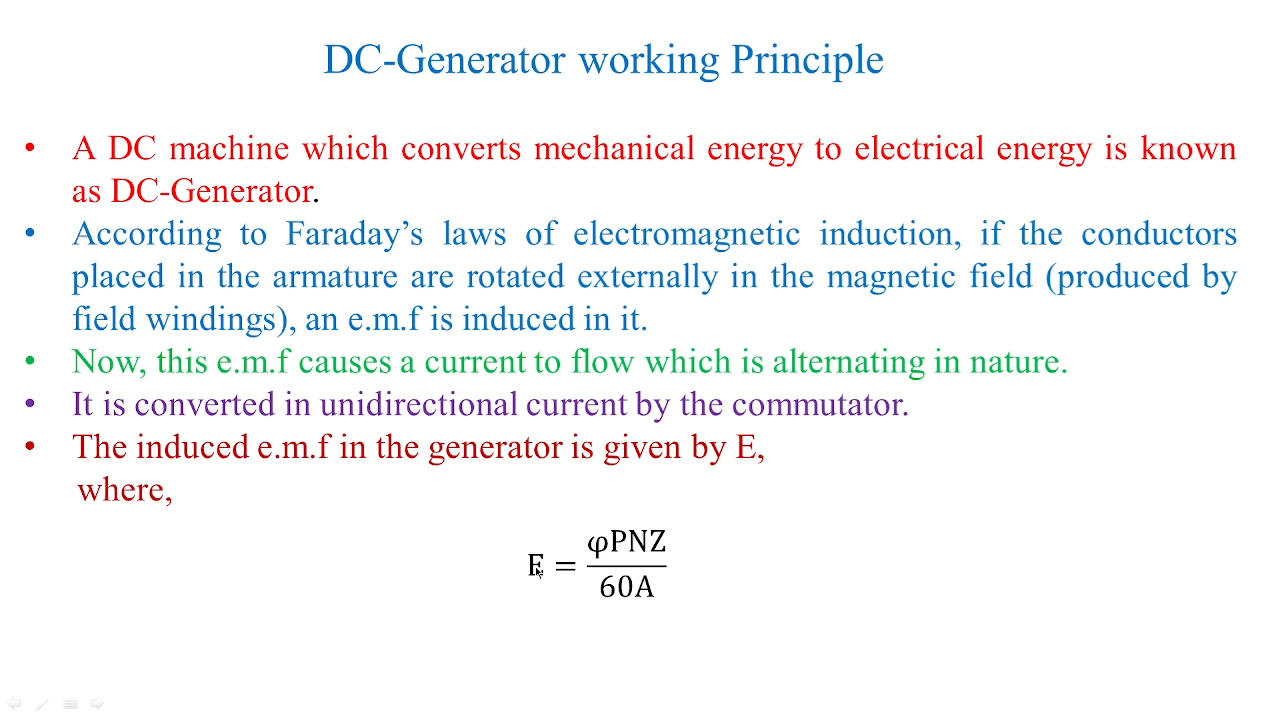 DC-Generator working Principle
• A DC machine which converts mechanical energy to electrical energy is known
as DC-Generator.
• According to Faraday’s laws of electromagnetic induction, if the conductors
placed in the armature are rotated externally in the magnetic field (produced by
field windings), an e.m.f is induced in it.
• Now, this e.m.f causes a current to flow which is alternating in nature.
• It is converted in unidirectional current by the commutator.
• The induced e.m.f in the generator is given by E,
where,
E = φPNZ / 60A